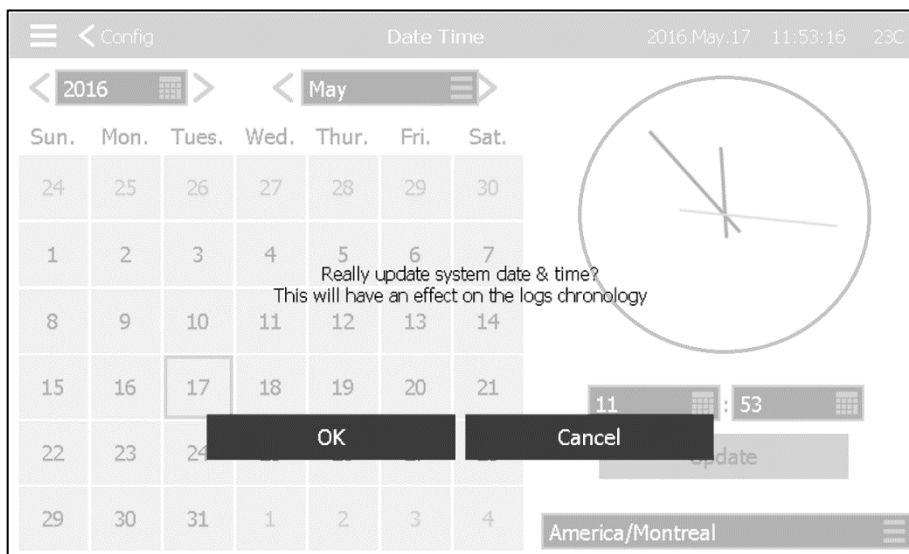 Config Date Time 2016.May.17 11:53:16 23C
2016 May
Sun. Mon. Tues. Wed. Thur. Fri. Sat.
24 25 26 27 28 29 30
1 2 3 4 5 6 7
Really update system date & time?
This will have an effect on the logs chronology
8 9 10 11 12 13 14
15 16 17 18 19 20 21
11 : 53
OK Cancel
Update
22 23 24
29 30 31 1 2 3 4
America/Montreal